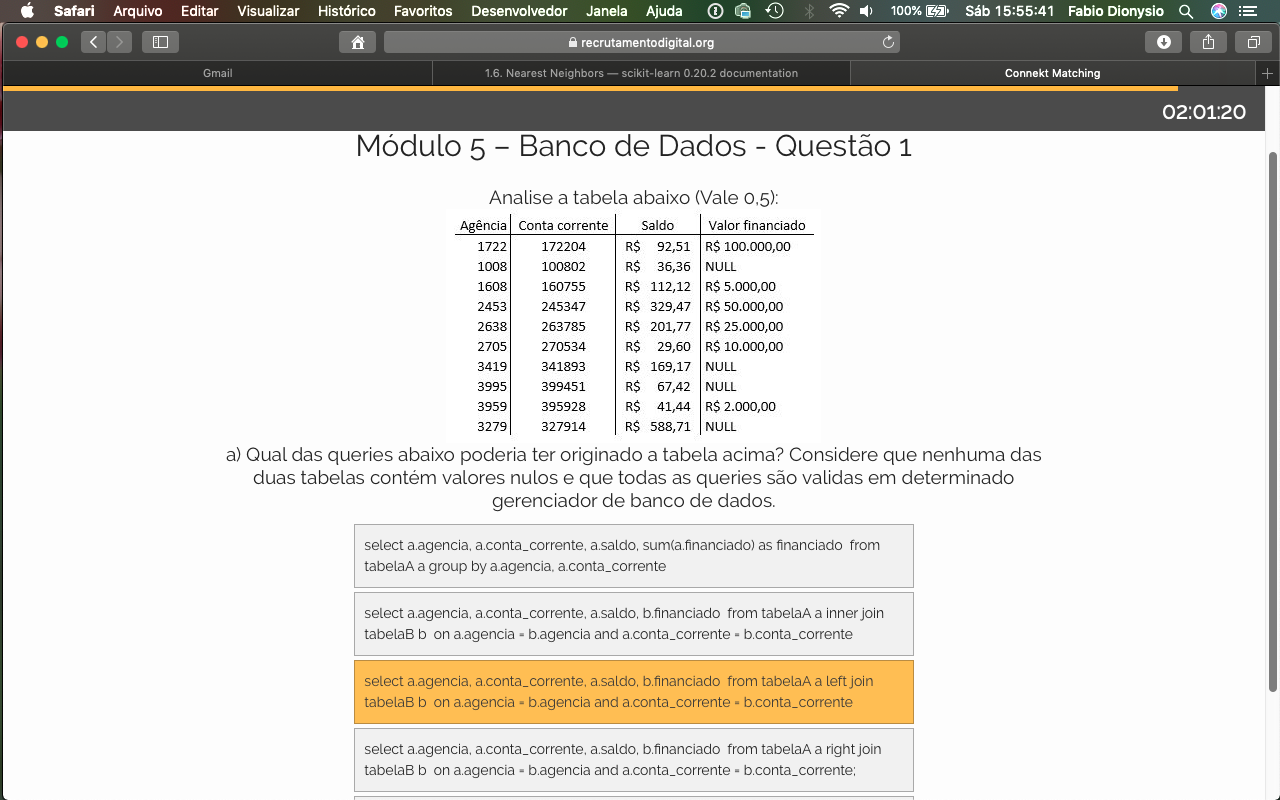 Safari Arquivo Editar Visualizar Histórico Favoritos Desenvolvedor Janela Ajuda 100% Sáb 15:55:41 Fabio Dionysio
recrutamentodigital.org
Gmail 1.6. Nearest Neighbors — scikit-learn 0.20.2 documentation Connekt Matching
02:01:20
Módulo 5 – Banco de Dados - Questão 1
Analise a tabela abaixo (Vale 0,5):
Agência Conta corrente Saldo Valor financiado
1722 172204 R$ 92,51 R$ 100.000,00
1008 100802 R$ 36,36 NULL
1608 160755 R$ 112,12 R$ 5.000,00
2453 245347 R$ 329,47 R$ 50.000,00
2638 263785 R$ 201,77 R$ 25.000,00
2705 270534 R$ 29,60 R$ 10.000,00
3419 341893 R$ 169,17 NULL
3995 399451 R$ 67,42 NULL
3959 395928 R$ 41,44 R$ 2.000,00
3279 327914 R$ 588,71 NULL
a) Qual das queries abaixo poderia ter originado a tabela acima? Considere que nenhuma das
duas tabelas contém valores nulos e que todas as queries são validas em determinado
gerenciador de banco de dados.
select a.agencia, a.conta_corrente, a.saldo, sum(a.financiado) as financiado from
tabelaA a group by a.agencia, a.conta_corrente
select a.agencia, a.conta_corrente, a.saldo, b.financiado from tabelaA a inner join
tabelaB b on a.agencia = b.agencia and a.conta_corrente = b.conta_corrente
select a.agencia, a.conta_corrente, a.saldo, b.financiado from tabelaA a left join
tabelaB b on a.agencia = b.agencia and a.conta_corrente = b.conta_corrente
select a.agencia, a.conta_corrente, a.saldo, b.financiado from tabelaA a right join
tabelaB b on a.agencia = b.agencia and a.conta_corrente = b.conta_corrente;